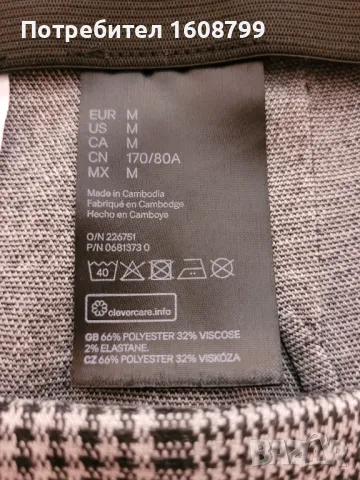 Потребител 1608799
EUR M
US M
CA M
CN 170/80A
MX M
Made in Cambodia
Fabriqué en Cambodge
Hecho en Camboya
O/N 226751
P/N 0681373 0
40
clevercare.info
GB 66% POLYESTER 32% VISCOSE
2% ELASTANE.
CZ 66% POLYESTER 32% VISKÓZA